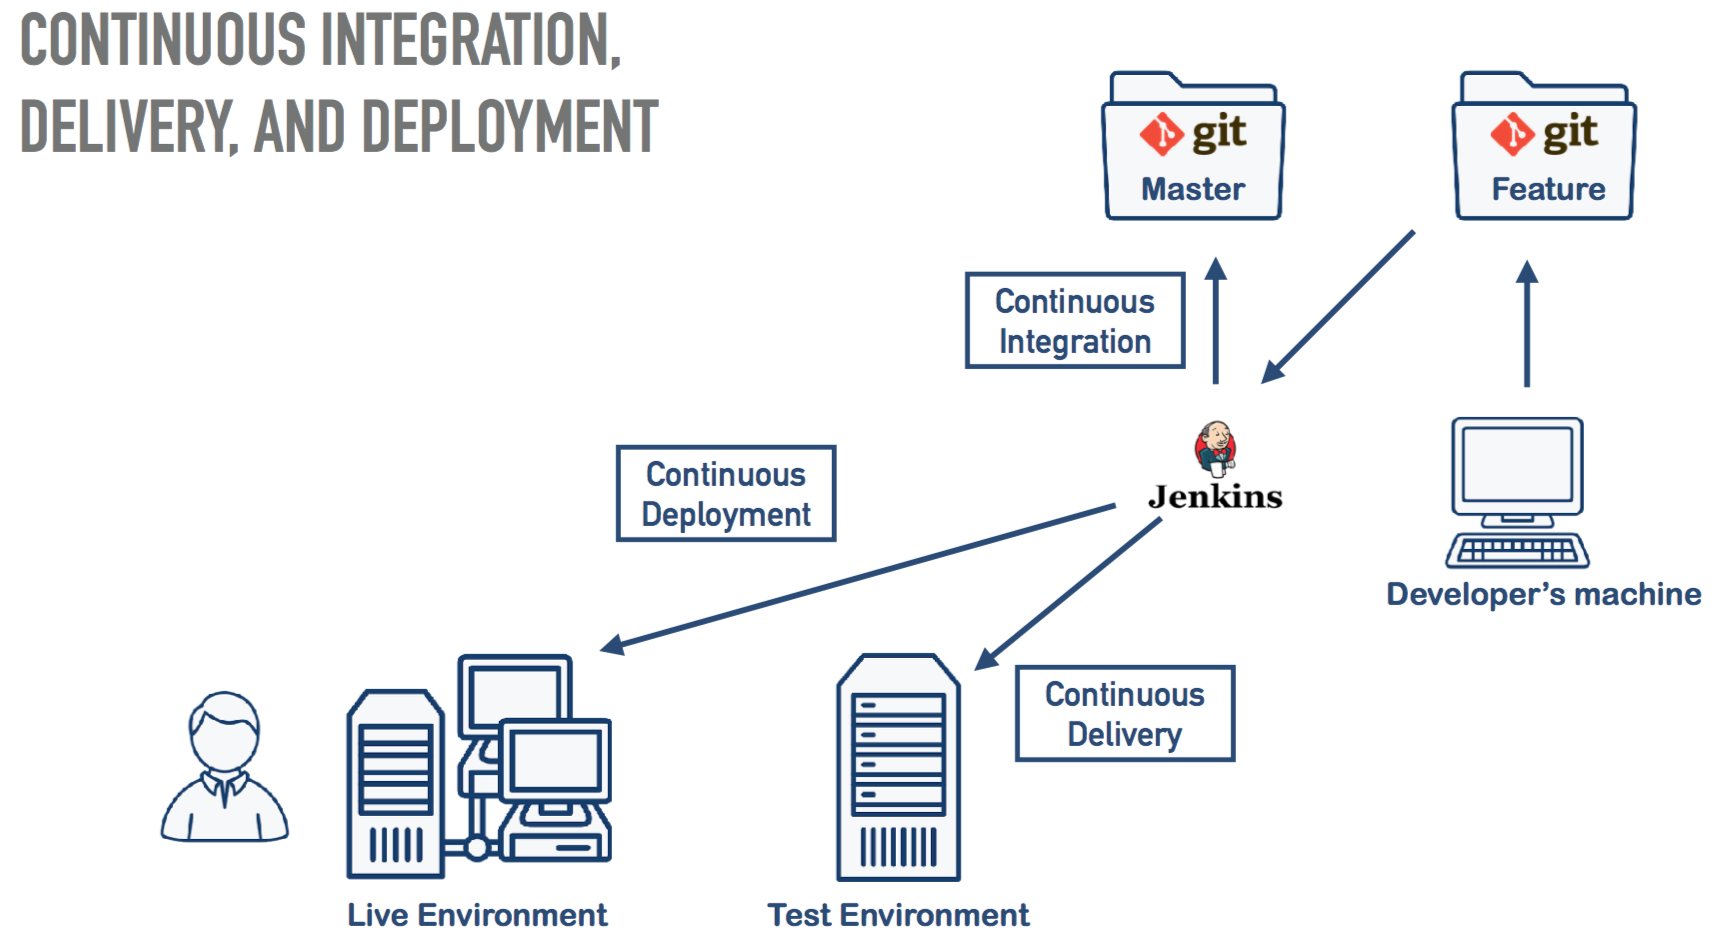 CONTINUOUS INTEGRATION,
DELIVERY, AND DEPLOYMENT
git
Master
git
Feature
Continuous
Integration
Continuous
Deployment
Jenkins
Developer’s machine
Continuous
Delivery
Live Environment
Test Environment